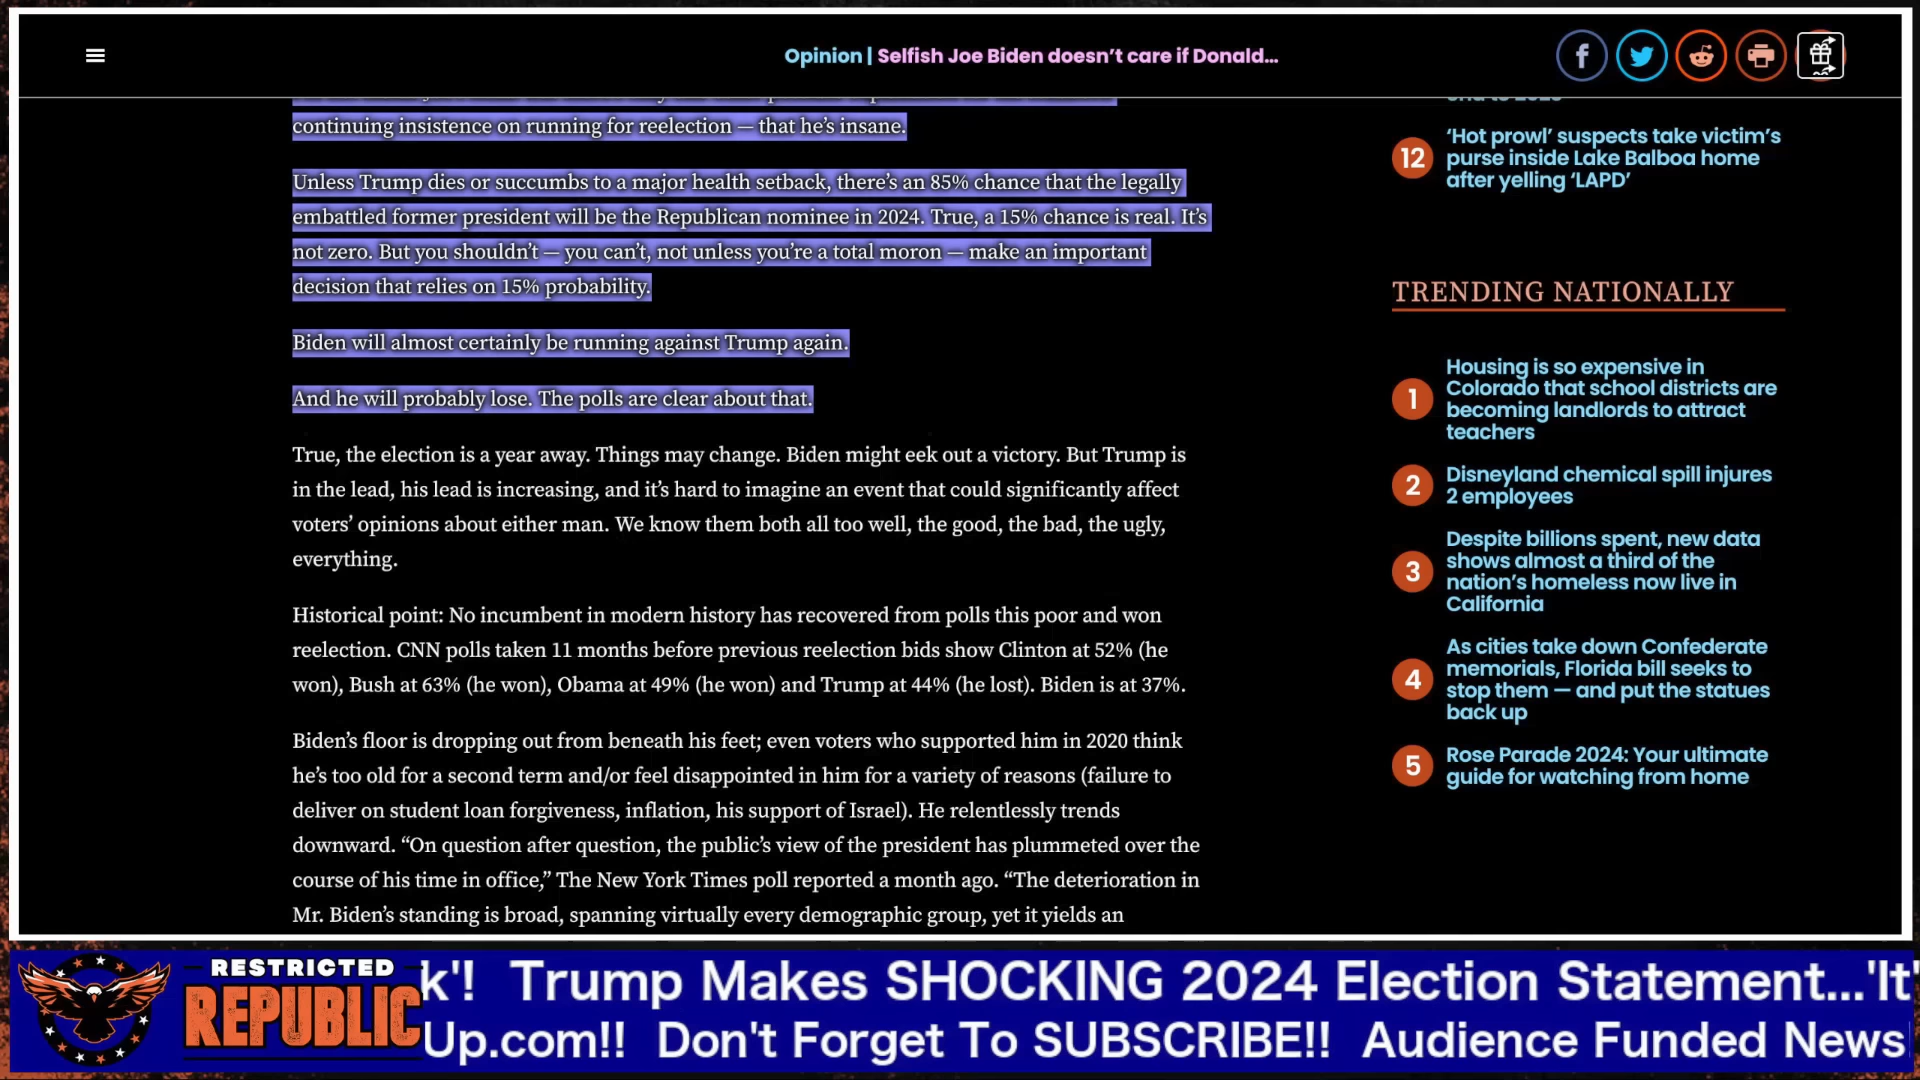 Opinion | Selfish Joe Biden doesn’t care if Donald...
continuing insistence on running for reelection — that he’s insane.
Unless Trump dies or succumbs to a major health setback, there’s an 85% chance that the legally
embattled former president will be the Republican nominee in 2024. True, a 15% chance is real. It’s
not zero. But you shouldn’t — you can’t, not unless you’re a total moron — make an important
decision that relies on 15% probability.
Biden will almost certainly be running against Trump again.
And he will probably lose. The polls are clear about that.
True, the election is a year away. Things may change. Biden might eek out a victory. But Trump is
in the lead, his lead is increasing, and it’s hard to imagine an event that could significantly affect
voters’ opinions about either man. We know them both all too well, the good, the bad, the ugly,
everything.
Historical point: No incumbent in modern history has recovered from polls this poor and won
reelection. CNN polls taken 11 months before previous reelection bids show Clinton at 52% (he
won), Bush at 63% (he won), Obama at 49% (he won) and Trump at 44% (he lost). Biden is at 37%.
Biden’s floor is dropping out from beneath his feet; even voters who supported him in 2020 think
he’s too old for a second term and/or feel disappointed in him for a variety of reasons (failure to
deliver on student loan forgiveness, inflation, his support of Israel). He relentlessly trends
downward. “On question after question, the public’s view of the president has plummeted over the
course of his time in office,” The New York Times poll reported a month ago. “The deterioration in
Mr. Biden’s standing is broad, spanning virtually every demographic group, yet it yields an
12
‘Hot prowl’ suspects take victim’s
purse inside Lake Balboa home
after yelling ‘LAPD’
TRENDING NATIONALLY
1
Housing is so expensive in
Colorado that school districts are
becoming landlords to attract
teachers
2
Disneyland chemical spill injures
2 employees
3
Despite billions spent, new data
shows almost a third of the
nation’s homeless now live in
California
4
As cities take down Confederate
memorials, Florida bill seeks to
stop them — and put the statues
back up
5
Rose Parade 2024: Your ultimate
guide for watching from home
RESTRICTED
REPUBLIC
k'! Trump Makes SHOCKING 2024 Election Statement...'It'
Up.com!! Don't Forget To SUBSCRIBE!! Audience Funded News